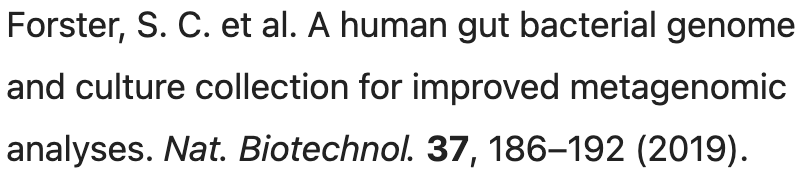 Forster, S. C. et al. A human gut bacterial genome
and culture collection for improved metagenomic
analyses. Nat. Biotechnol. 37, 186–192 (2019).